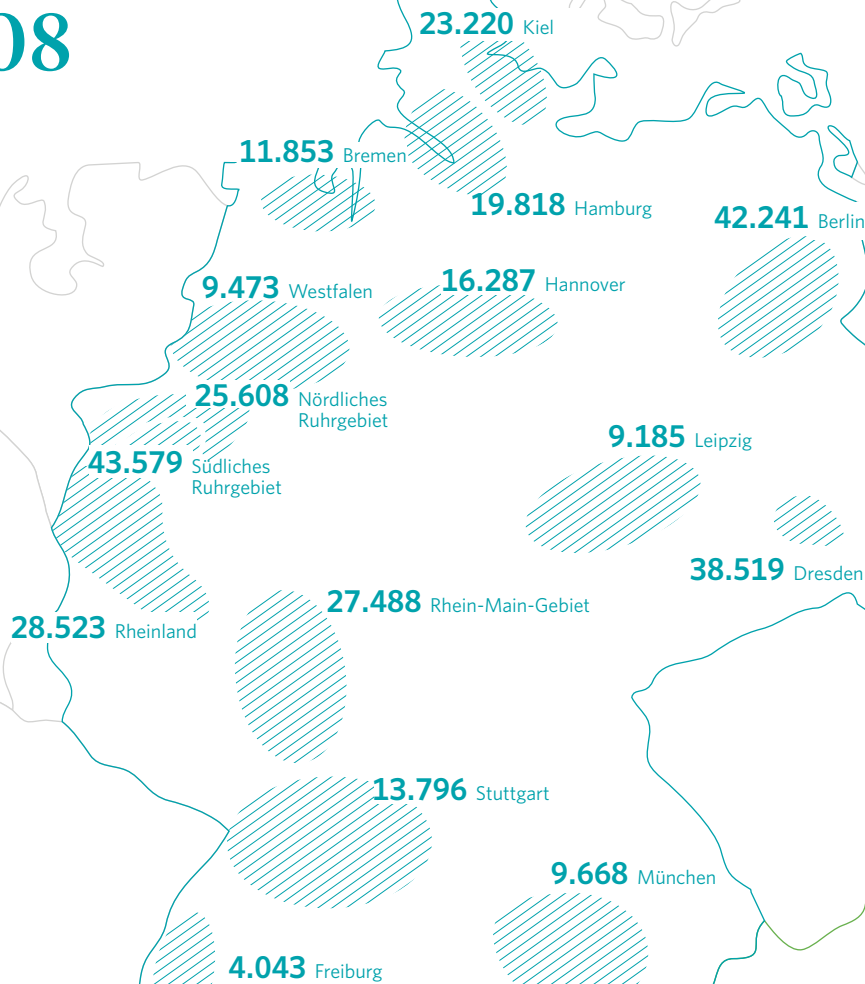 08
23.220 Kiel
11.853 Bremen
19.818 Hamburg
42.241 Berlin
9.473 Westfalen
16.287 Hannover
25.608 Nördliches
Ruhrgebiet
9.185 Leipzig
43.579 Südliches
Ruhrgebiet
38.519 Dresden
27.488 Rhein-Main-Gebiet
28.523 Rheinland
13.796 Stuttgart
9.668 München
4.043 Freiburg